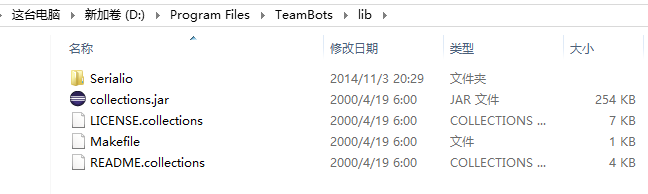 这台电脑 新加卷 (D:) Program Files TeamBots lib
名称 修改日期 类型 大小
Serialio 2014/11/3 20:29 文件夹
collections.jar 2000/4/19 6:00 JAR 文件 254 KB
LICENSE.collections 2000/4/19 6:00 COLLECTIONS ... 7 KB
Makefile 2000/4/19 6:00 文件 1 KB
README.collections 2000/4/19 6:00 COLLECTIONS ... 4 KB